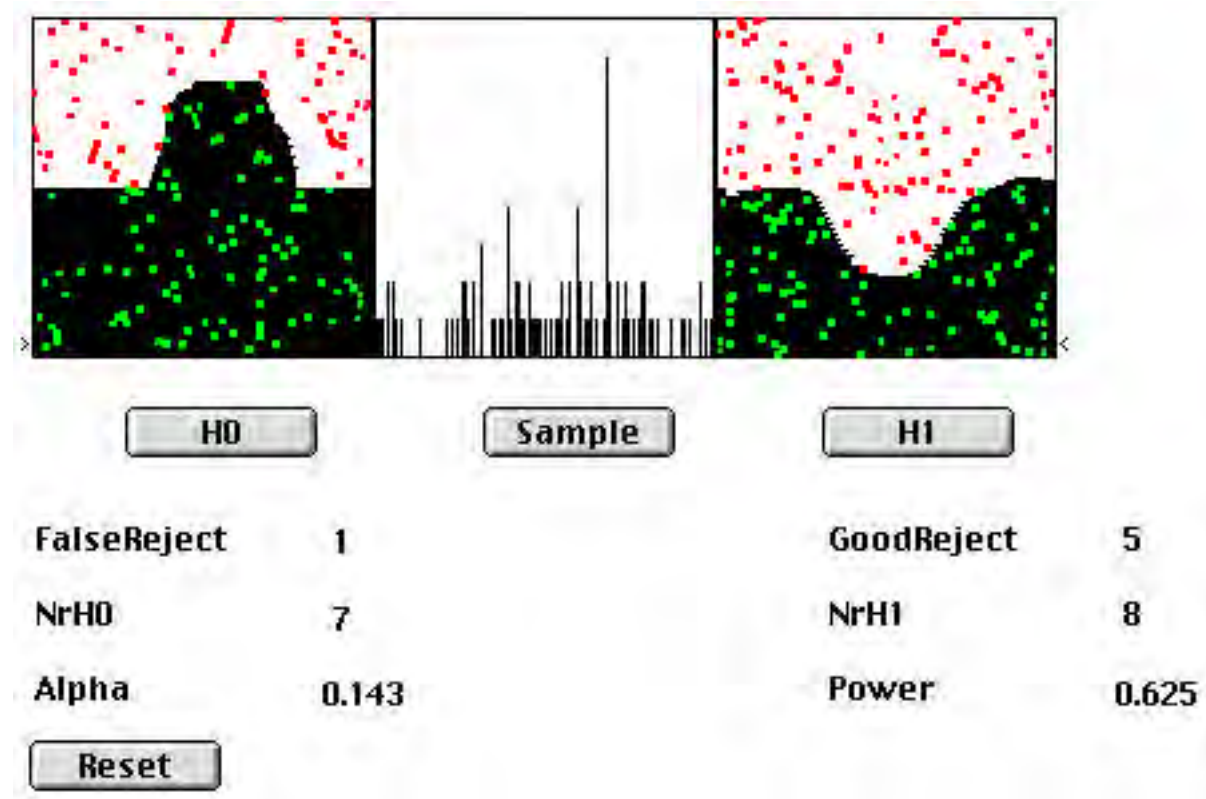 > <
H0 Sample H1
FalseReject 1 GoodReject 5
NrH0 7 NrH1 8
Alpha 0.143 Power 0.625
Reset